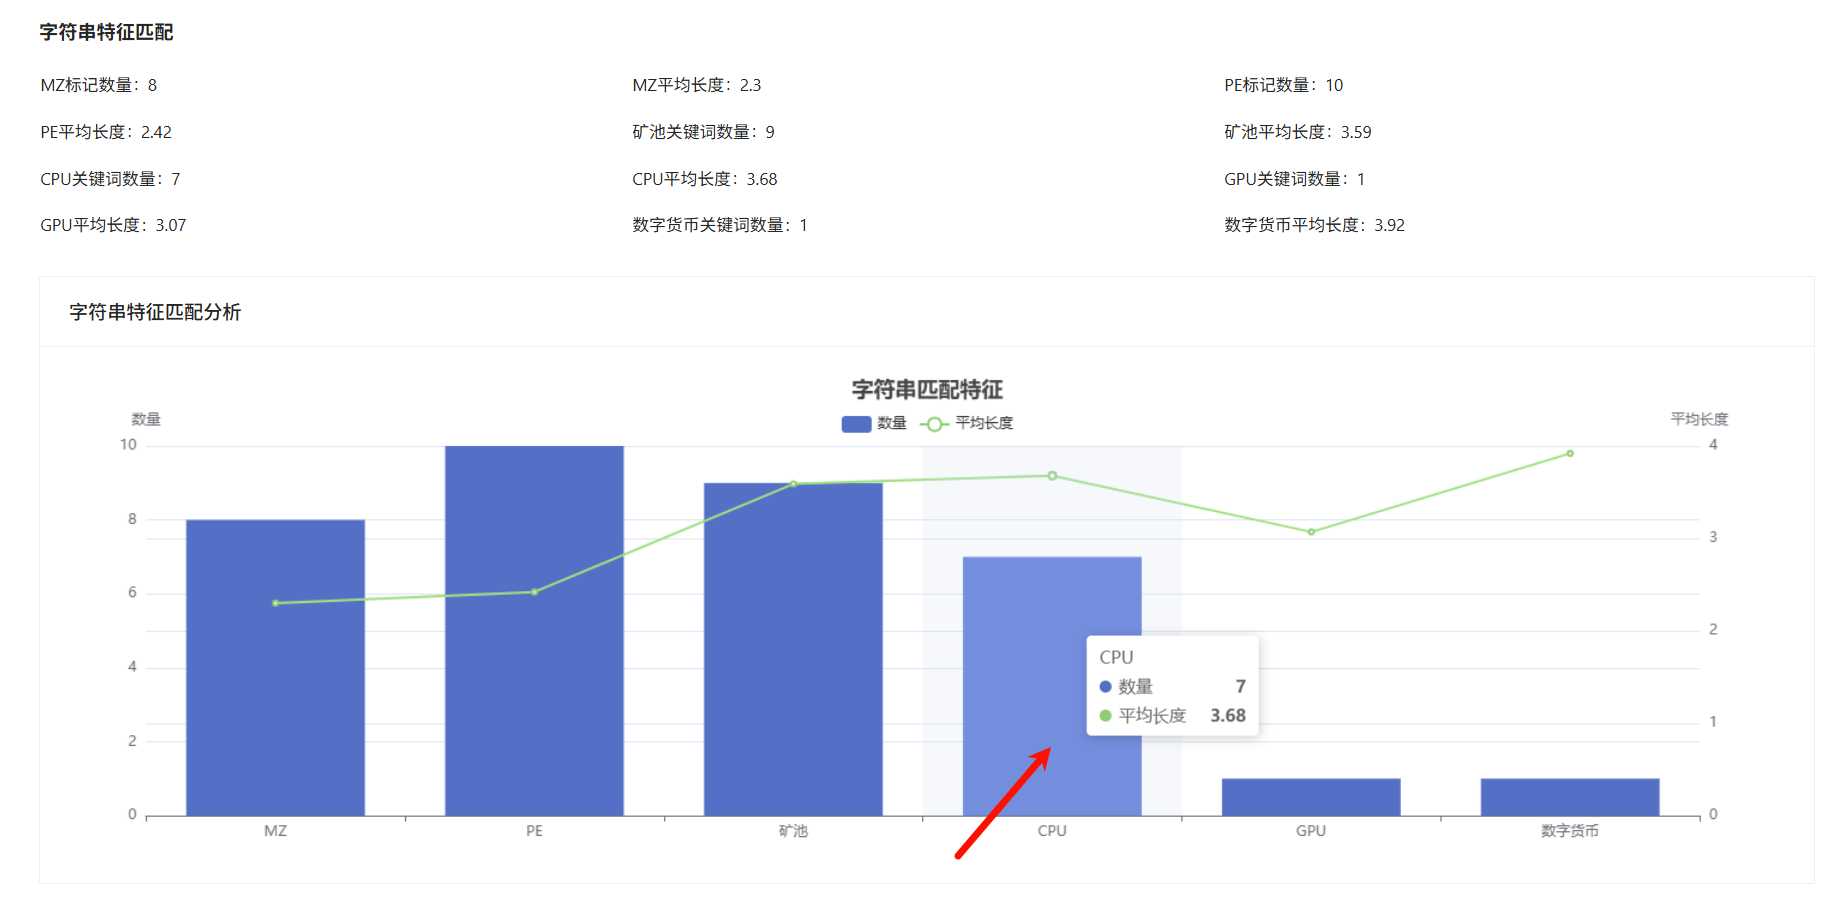 字符串特征匹配
MZ标记数量：8
MZ平均长度：2.3
PE标记数量：10
PE平均长度：2.42
矿池关键词数量：9
矿池平均长度：3.59
CPU关键词数量：7
CPU平均长度：3.68
GPU关键词数量：1
GPU平均长度：3.07
数字货币关键词数量：1
数字货币平均长度：3.92
字符串特征匹配分析
字符串匹配特征
数量 平均长度
数量
平均长度
10
8
6
4
2
0
4
3
2
1
0
CPU
数量 7
平均长度 3.68
MZ PE 矿池 CPU GPU 数字货币